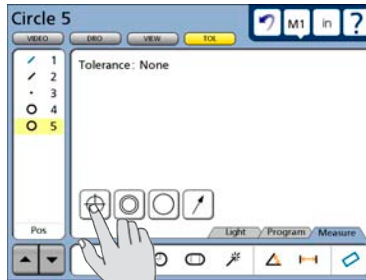 Circle 5
M1 in ?
VIDEO DRO VIEW TOL
1
2
3
4
5
Tolerance: None
Pos
Light Program Measure